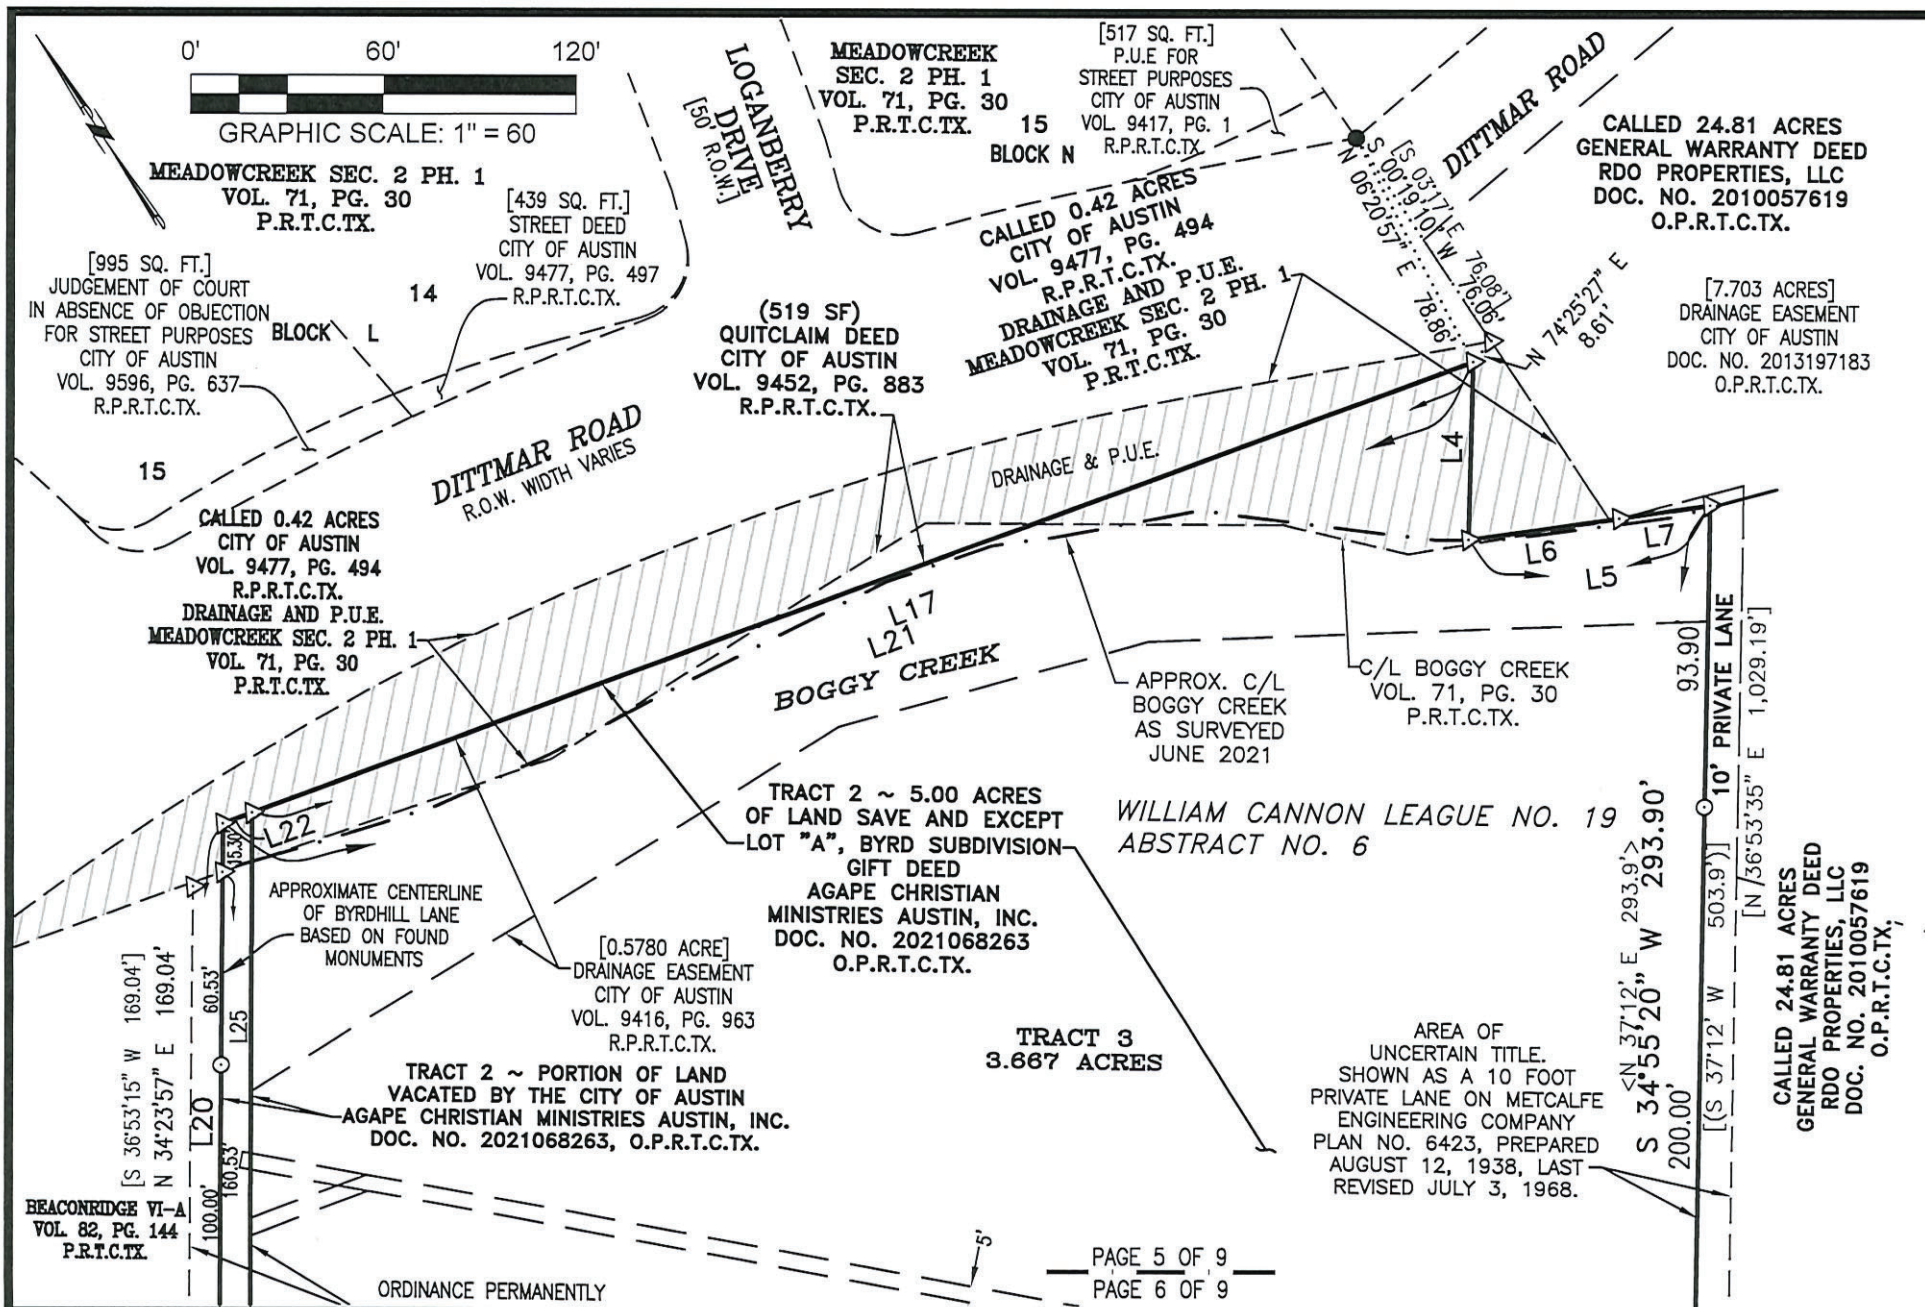 0' 60' 120'
GRAPHIC SCALE: 1" = 60
MEADOWCREEK SEC. 2 PH. 1
VOL. 71, PG. 30
P.R.T.C.TX.
[439 SQ. FT.]
STREET DEED
CITY OF AUSTIN
VOL. 9477, PG. 497
R.P.R.T.C.TX.
[995 SQ. FT.]
JUDGEMENT OF COURT
IN ABSENCE OF OBJECTION
FOR STREET PURPOSES
CITY OF AUSTIN
VOL. 9596, PG. 637
R.P.R.T.C.TX.
14
BLOCK L
15
LOGANBERRY
DRIVE
[50' R.O.W.]
MEADOWCREEK
SEC. 2 PH. 1
VOL. 71, PG. 30
P.R.T.C.TX.
15
BLOCK N
[517 SQ. FT.]
P.U.E FOR
STREET PURPOSES
CITY OF AUSTIN
VOL. 9417, PG. 1
R.P.R.T.C.TX.
DITTMAR ROAD
CALLED 24.81 ACRES
GENERAL WARRANTY DEED
RDO PROPERTIES, LLC
DOC. NO. 2010057619
O.P.R.T.C.TX.
[S 03'17' E 76.08']
S 00°19'10" W 76.06'
N 06°20'57" E 78.86'
N 74°25'27" E
8.61'
[7.703 ACRES]
DRAINAGE EASEMENT
CITY OF AUSTIN
DOC. NO. 2013197183
O.P.R.T.C.TX.
CALLED 0.42 ACRES
CITY OF AUSTIN
VOL. 9477, PG. 494
R.P.R.T.C.TX.
DRAINAGE AND P.U.E.
MEADOWCREEK SEC. 2 PH. 1
VOL. 71, PG. 30
P.R.T.C.TX.
(519 SF)
QUITCLAIM DEED
CITY OF AUSTIN
VOL. 9452, PG. 883
R.P.R.T.C.TX.
DITTMAR ROAD
R.O.W. WIDTH VARIES
DRAINAGE & P.U.E.
L4
L6
L7
L5
CALLED 0.42 ACRES
CITY OF AUSTIN
VOL. 9477, PG. 494
R.P.R.T.C.TX.
DRAINAGE AND P.U.E.
MEADOWCREEK SEC. 2 PH. 1
VOL. 71, PG. 30
P.R.T.C.TX.
L17
L21
BOGGY CREEK
APPROX. C/L
BOGGY CREEK
AS SURVEYED
JUNE 2021
C/L BOGGY CREEK
VOL. 71, PG. 30
P.R.T.C.TX.
93.90
10' PRIVATE LANE
[N 36°53'35" E 1,029.19']
L22
15.30'
APPROXIMATE CENTERLINE
OF BYRDHILL LANE
BASED ON FOUND
MONUMENTS
TRACT 2 ~ 5.00 ACRES
OF LAND SAVE AND EXCEPT
LOT "A", BYRD SUBDIVISION
GIFT DEED
AGAPE CHRISTIAN
MINISTRIES AUSTIN, INC.
DOC. NO. 2021068263
O.P.R.T.C.TX.
WILLIAM CANNON LEAGUE NO. 19
ABSTRACT NO. 6
[0.5780 ACRE]
DRAINAGE EASEMENT
CITY OF AUSTIN
VOL. 9416, PG. 963
R.P.R.T.C.TX.
[S 36°53'15" W 169.04']
N 34°23'57" E 169.04'
60.53'
L25
L20
160.53'
100.00'
TRACT 2 ~ PORTION OF LAND
VACATED BY THE CITY OF AUSTIN
AGAPE CHRISTIAN MINISTRIES AUSTIN, INC.
DOC. NO. 2021068263, O.P.R.T.C.TX.
TRACT 3
3.667 ACRES
<N 37°12' E 293.9'>
S 34°55'20" W 293.90'
200.00'
[(S 37°12' W 503.9')]
CALLED 24.81 ACRES
GENERAL WARRANTY DEED
RDO PROPERTIES, LLC
DOC. NO. 2010057619
O.P.R.T.C.TX.
AREA OF
UNCERTAIN TITLE.
SHOWN AS A 10 FOOT
PRIVATE LANE ON METCALFE
ENGINEERING COMPANY
PLAN NO. 6423, PREPARED
AUGUST 12, 1938, LAST
REVISED JULY 3, 1968.
BEACONRIDGE VI-A
VOL. 82, PG. 144
P.R.T.C.TX.
ORDINANCE PERMANENTLY
5'
PAGE 5 OF 9
PAGE 6 OF 9